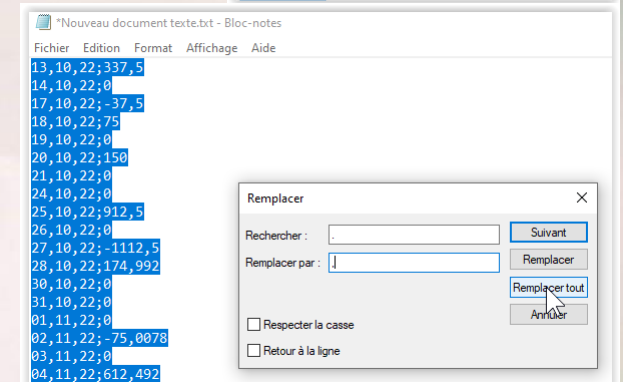 *Nouveau document texte.txt - Bloc-notes
Fichier Edition Format Affichage Aide
13,10,22;337,5
14,10,22;0
17,10,22;-37,5
18,10,22;75
19,10,22;0
20,10,22;150
21,10,22;0
24,10,22;0
25,10,22;912,5
26,10,22;0
27,10,22;-1112,5
28,10,22;174,992
30,10,22;0
31,10,22;0
01,11,22;0
02,11,22;-75,0078
03,11,22;0
04,11,22;612,492
Remplacer
Rechercher : .
Suivant
Remplacer par : ,
Remplacer
Remplacer tout
Annuler
Respecter la casse
Retour à la ligne